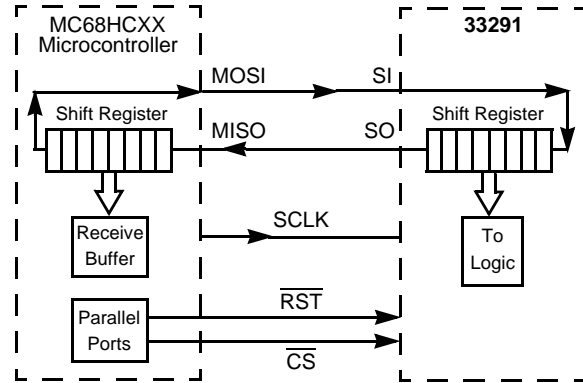 MC68HCXX
Microcontroller
33291
MOSI
SI
Shift Register
Shift Register
MISO
SO
Receive
Buffer
SCLK
To
Logic
Parallel
Ports
RST
CS